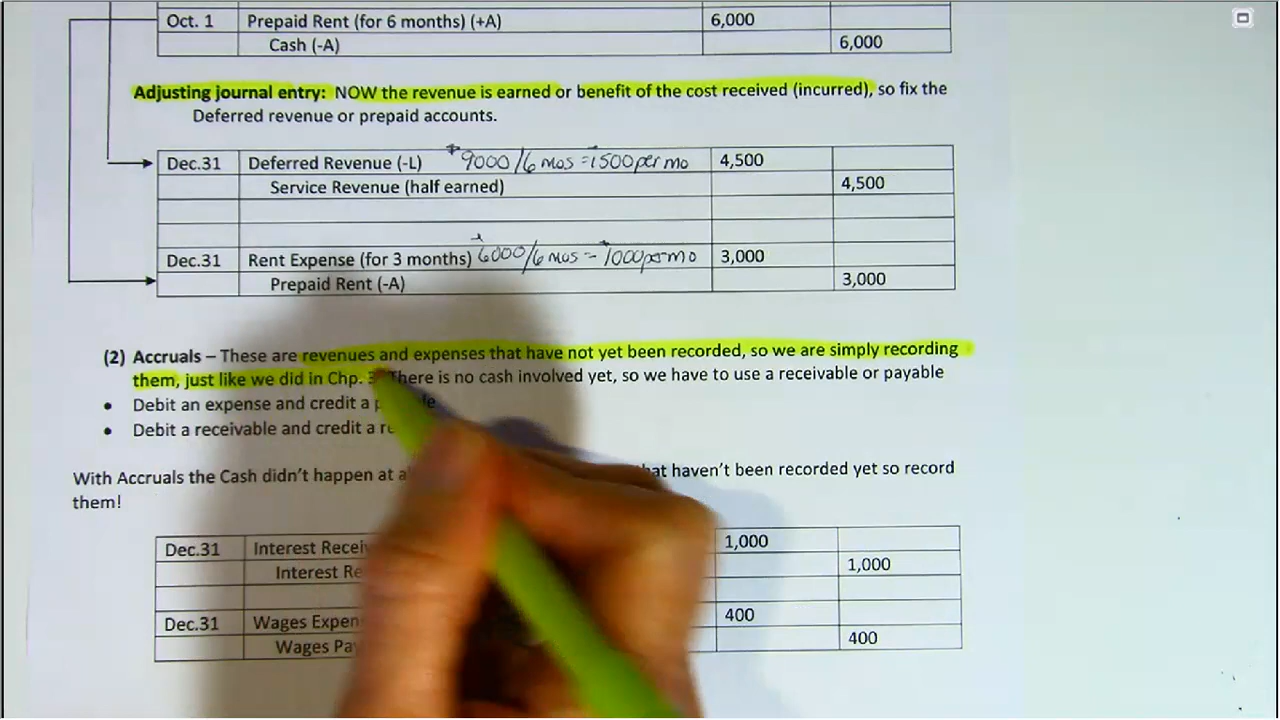 Oct. 1 Prepaid Rent (for 6 months) (+A) 6,000
Cash (-A) 6,000
Adjusting journal entry: NOW the revenue is earned or benefit of the cost received (incurred), so fix the
Deferred revenue or prepaid accounts.
Dec.31 Deferred Revenue (-L) $9000/6 mos = 1500 per mo 4,500
Service Revenue (half earned) 4,500
Dec.31 Rent Expense (for 3 months) 6000/6 mos = 1000 per mo 3,000
Prepaid Rent (-A) 3,000
(2) Accruals – These are revenues and expenses that have not yet been recorded, so we are simply recording
them, just like we did in Chp. There is no cash involved yet, so we have to use a receivable or payable
• Debit an expense and credit a
• Debit a receivable and credit a
With Accruals the Cash didn't happen at haven't been recorded yet so record
them!
Dec.31 Interest 1,000
Interest 1,000
Dec.31 Wages 400
Wages 400